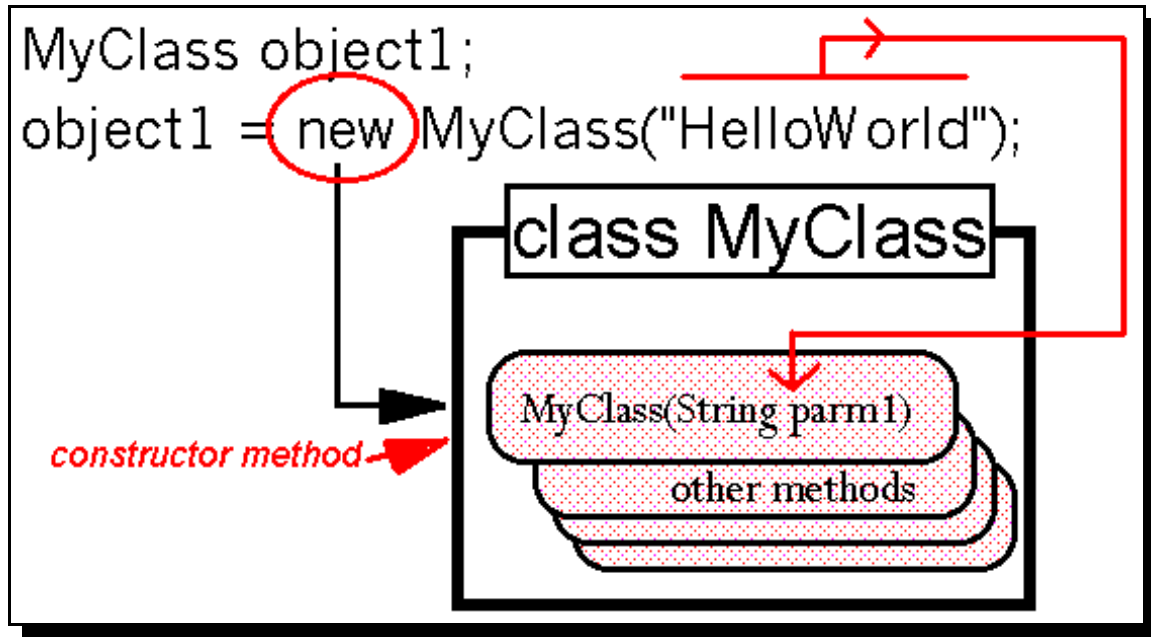 MyClass object1;
object1 = new MyClass("HelloWorld");
class MyClass
MyClass(String parm1)
constructor method
other methods